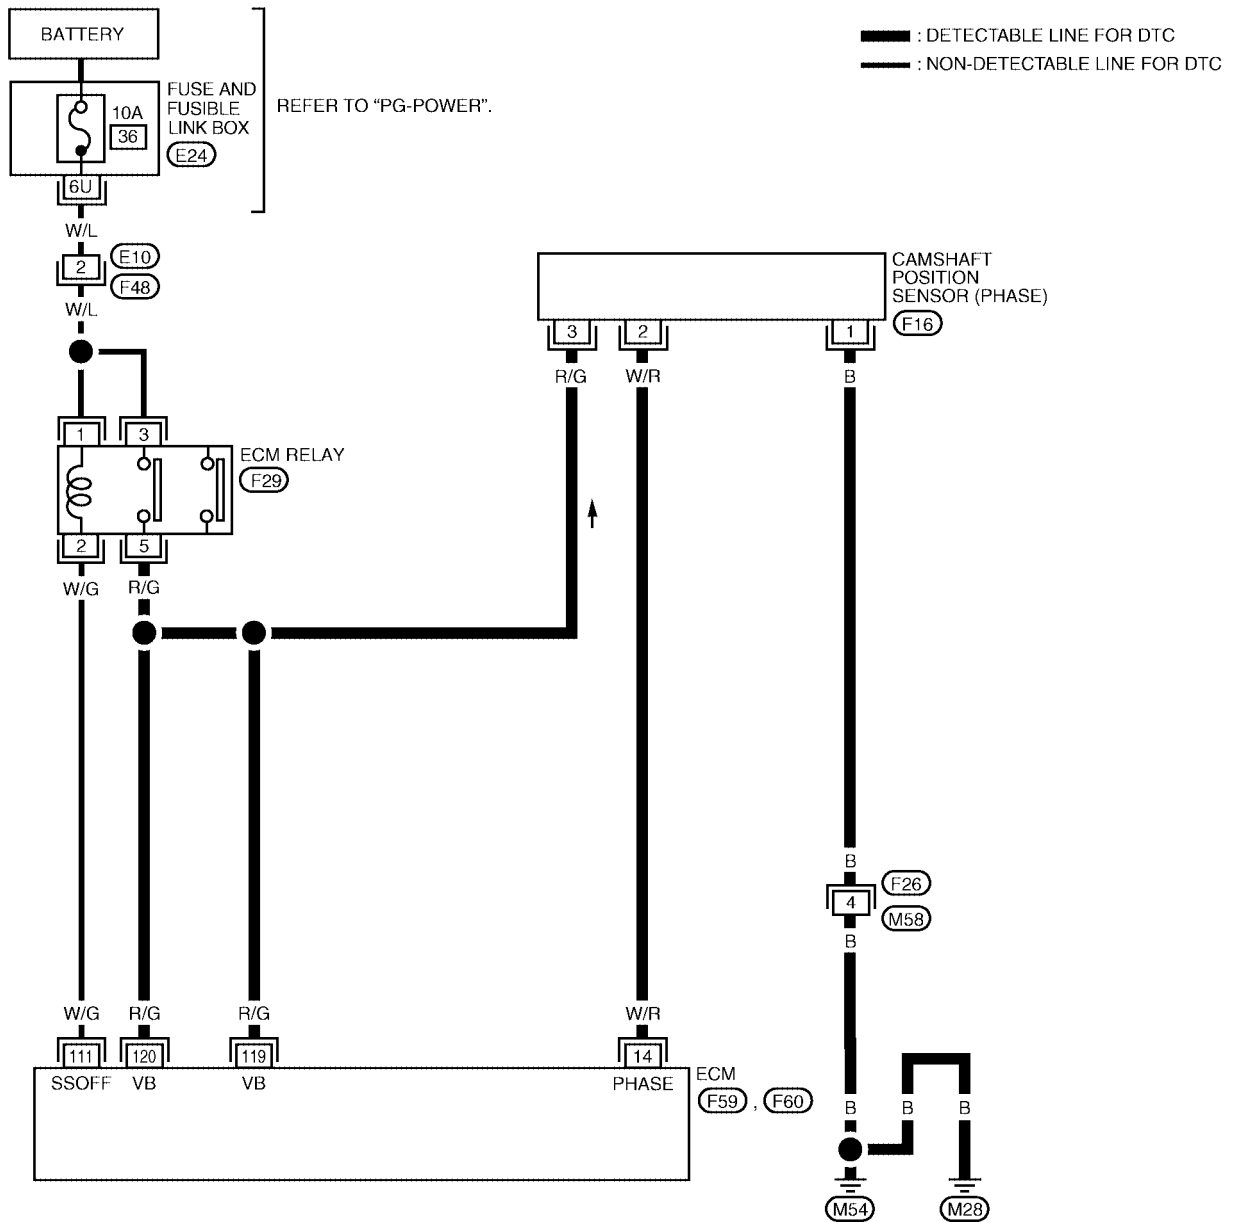 BATTERY
: DETECTABLE LINE FOR DTC
: NON-DETECTABLE LINE FOR DTC
FUSE AND
FUSIBLE
LINK BOX
E24
10A
36
REFER TO “PG-POWER”.
6U
W/L
2
E10
F48
W/L
CAMSHAFT
POSITION
SENSOR (PHASE)
F16
3 2 1
R/G W/R B
1 3
ECM RELAY
F29
2 5
W/G R/G
B
4
F26
M58
B
W/G R/G R/G W/R
111 120 119 14
SSOFF VB VB PHASE
ECM
F59 , F60
B B B
M54 M28